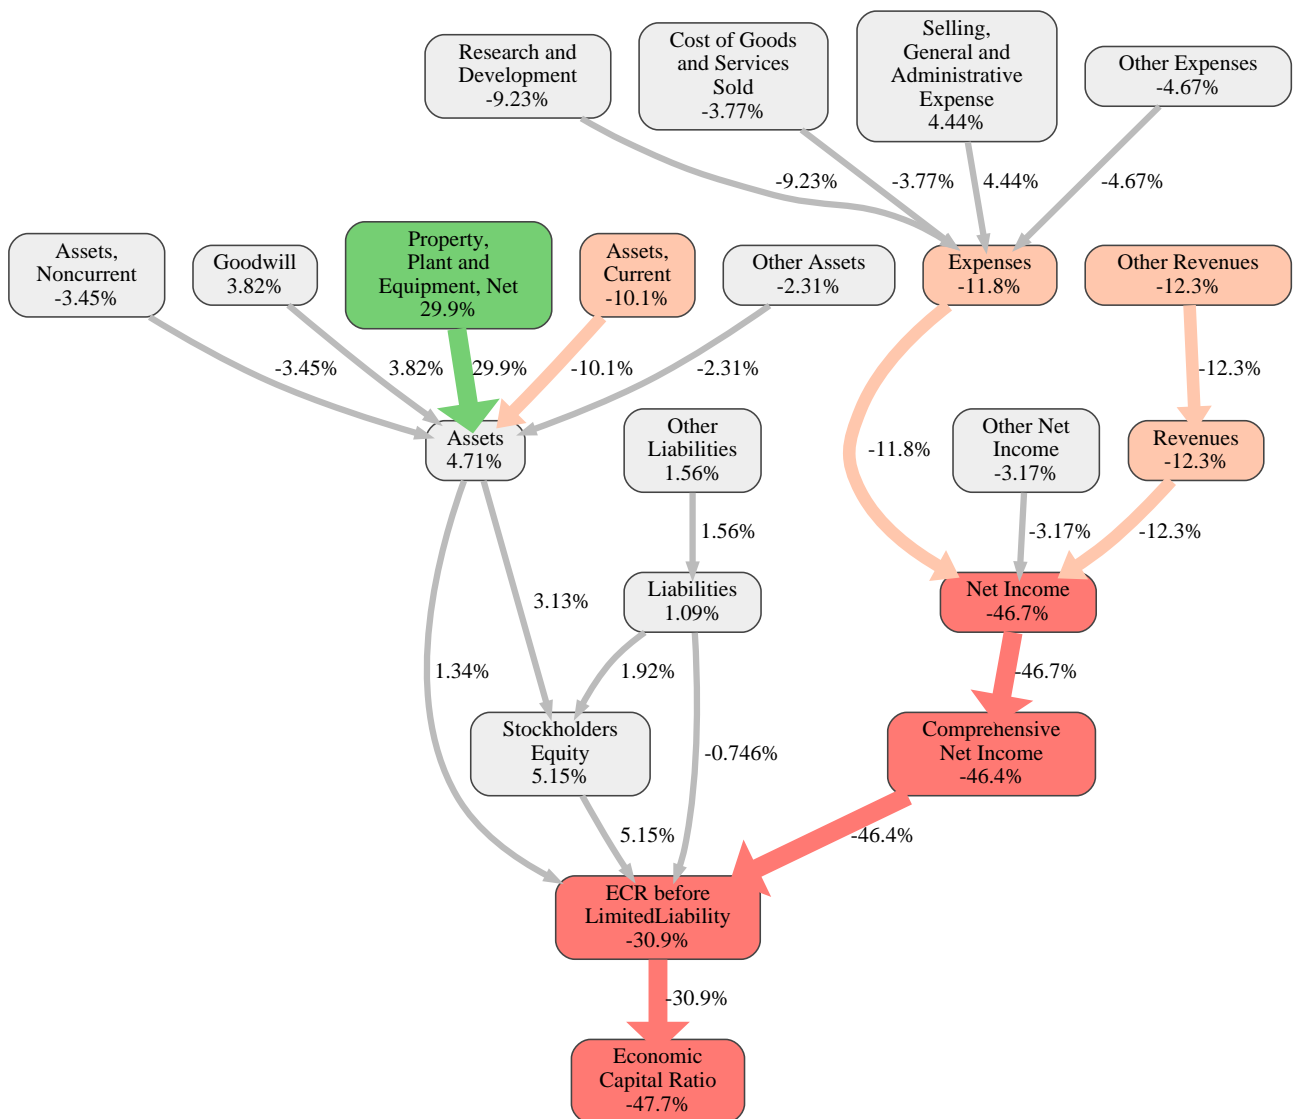 Research and
Development
-9.23%
Cost of Goods
and Services
Sold
-3.77%
Selling,
General and
Administrative
Expense
4.44%
Other Expenses
-4.67%
-9.23%
-3.77%
4.44%
-4.67%
Assets,
Noncurrent
-3.45%
Goodwill
3.82%
Property,
Plant and
Equipment, Net
29.9%
Assets,
Current
-10.1%
Other Assets
-2.31%
Expenses
-11.8%
Other Revenues
-12.3%
-3.45%
3.82%
29.9%
-10.1%
-2.31%
-12.3%
Assets
4.71%
Other
Liabilities
1.56%
-11.8%
Other Net
Income
-3.17%
Revenues
-12.3%
1.56%
-3.17%
-12.3%
3.13%
Liabilities
1.09%
Net Income
-46.7%
1.34%
1.92%
-46.7%
Stockholders
Equity
5.15%
-0.746%
Comprehensive
Net Income
-46.4%
5.15%
-46.4%
ECR before
LimitedLiability
-30.9%
-30.9%
Economic
Capital Ratio
-47.7%